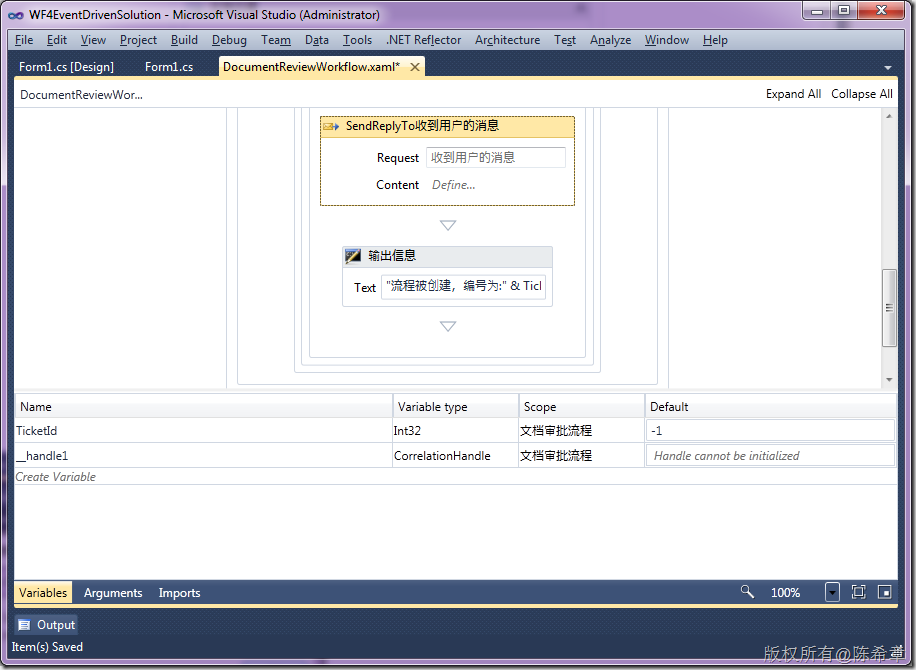 WF4EventDrivenSolution - Microsoft Visual Studio (Administrator)
File Edit View Project Build Debug Team Data Tools .NET Reflector Architecture Test Analyze Window Help
Form1.cs [Design] Form1.cs DocumentReviewWorkflow.xaml*
DocumentReviewWor... Expand All Collapse All
SendReplyTo收到用户的消息
Request 收到用户的消息
Content Define...
输出信息
Text "流程被创建，编号为:" & Ticl
Name Variable type Scope Default
TicketId Int32 文档审批流程 -1
__handle1 CorrelationHandle 文档审批流程 Handle cannot be initialized
Create Variable
Variables Arguments Imports 100%
Output
Item(s) Saved
版权所有@陈希章